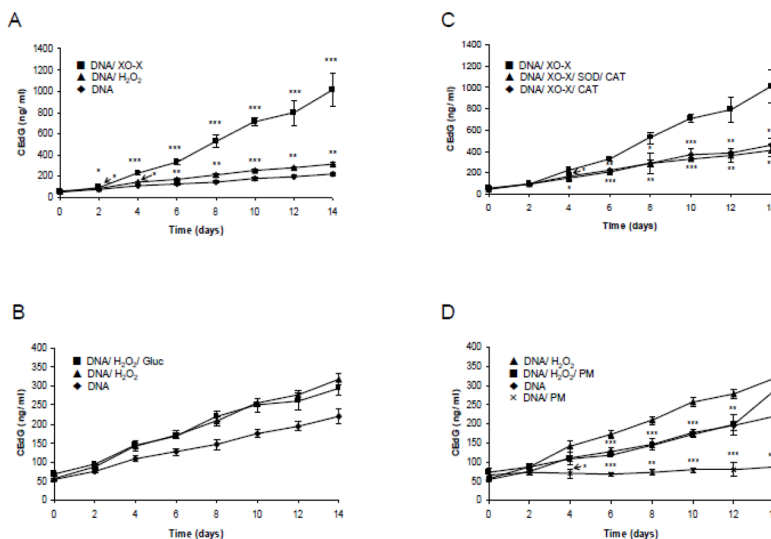 A
DNA/ XO-X
DNA/ H₂O₂
DNA
CEdG (ng/ ml)
1400
1200
1000
800
600
400
200
0
* * *** *** *** *** *** ***
* ** ** ** ** **
0 2 4 6 8 10 12 14
Time (days)
C
DNA/ XO-X
DNA/ XO-X/ SOD/ CAT
DNA/ XO-X/ CAT
CEdG (ng/ ml)
1400
1200
1000
800
600
400
200
0
* ** * *** **
* *** ** *** **
0 2 4 6 8 10 12
Time (days)
B
DNA/ H₂O₂/ Gluc
DNA/ H₂O₂
DNA
CEdG (ng/ ml)
400
350
300
250
200
150
100
50
0
0 2 4 6 8 10 12 14
Time (days)
D
DNA/ H₂O₂
DNA/ H₂O₂/ PM
DNA
DNA/ PM
CEdG (ng/ ml)
400
350
300
250
200
150
100
50
0
*** *** *** **
* *** ** *** ***
0 2 4 6 8 10 12
Time (days)